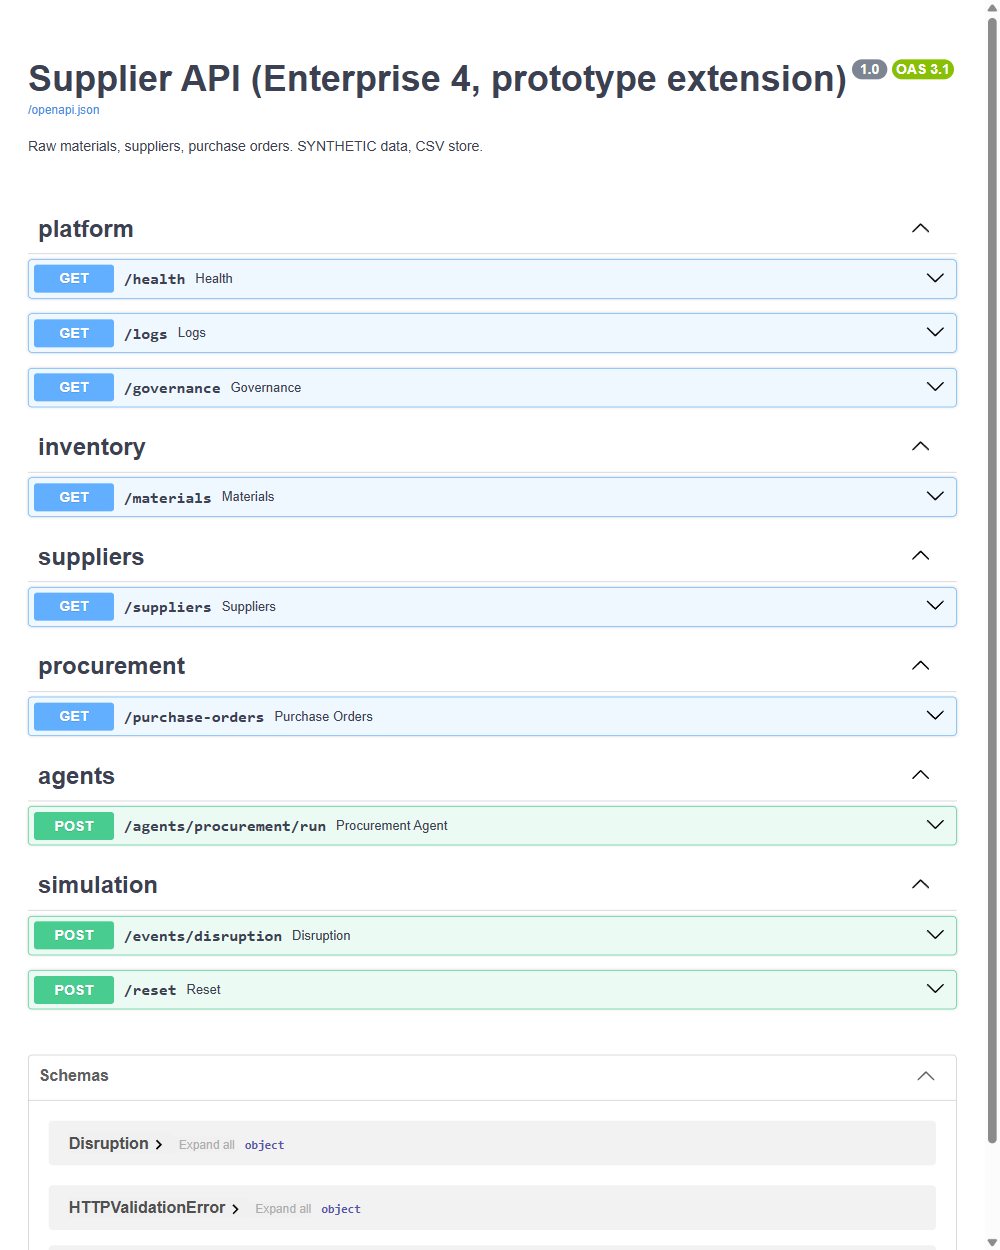 Supplier API (Enterprise 4, prototype extension) 1.0 OAS 3.1
/openapi.json
Raw materials, suppliers, purchase orders. SYNTHETIC data, CSV store.
platform
GET /health Health
GET /logs Logs
GET /governance Governance
inventory
GET /materials Materials
suppliers
GET /suppliers Suppliers
procurement
GET /purchase-orders Purchase Orders
agents
POST /agents/procurement/run Procurement Agent
simulation
POST /events/disruption Disruption
POST /reset Reset
Schemas
Disruption Expand all object
HTTPValidationError Expand all object